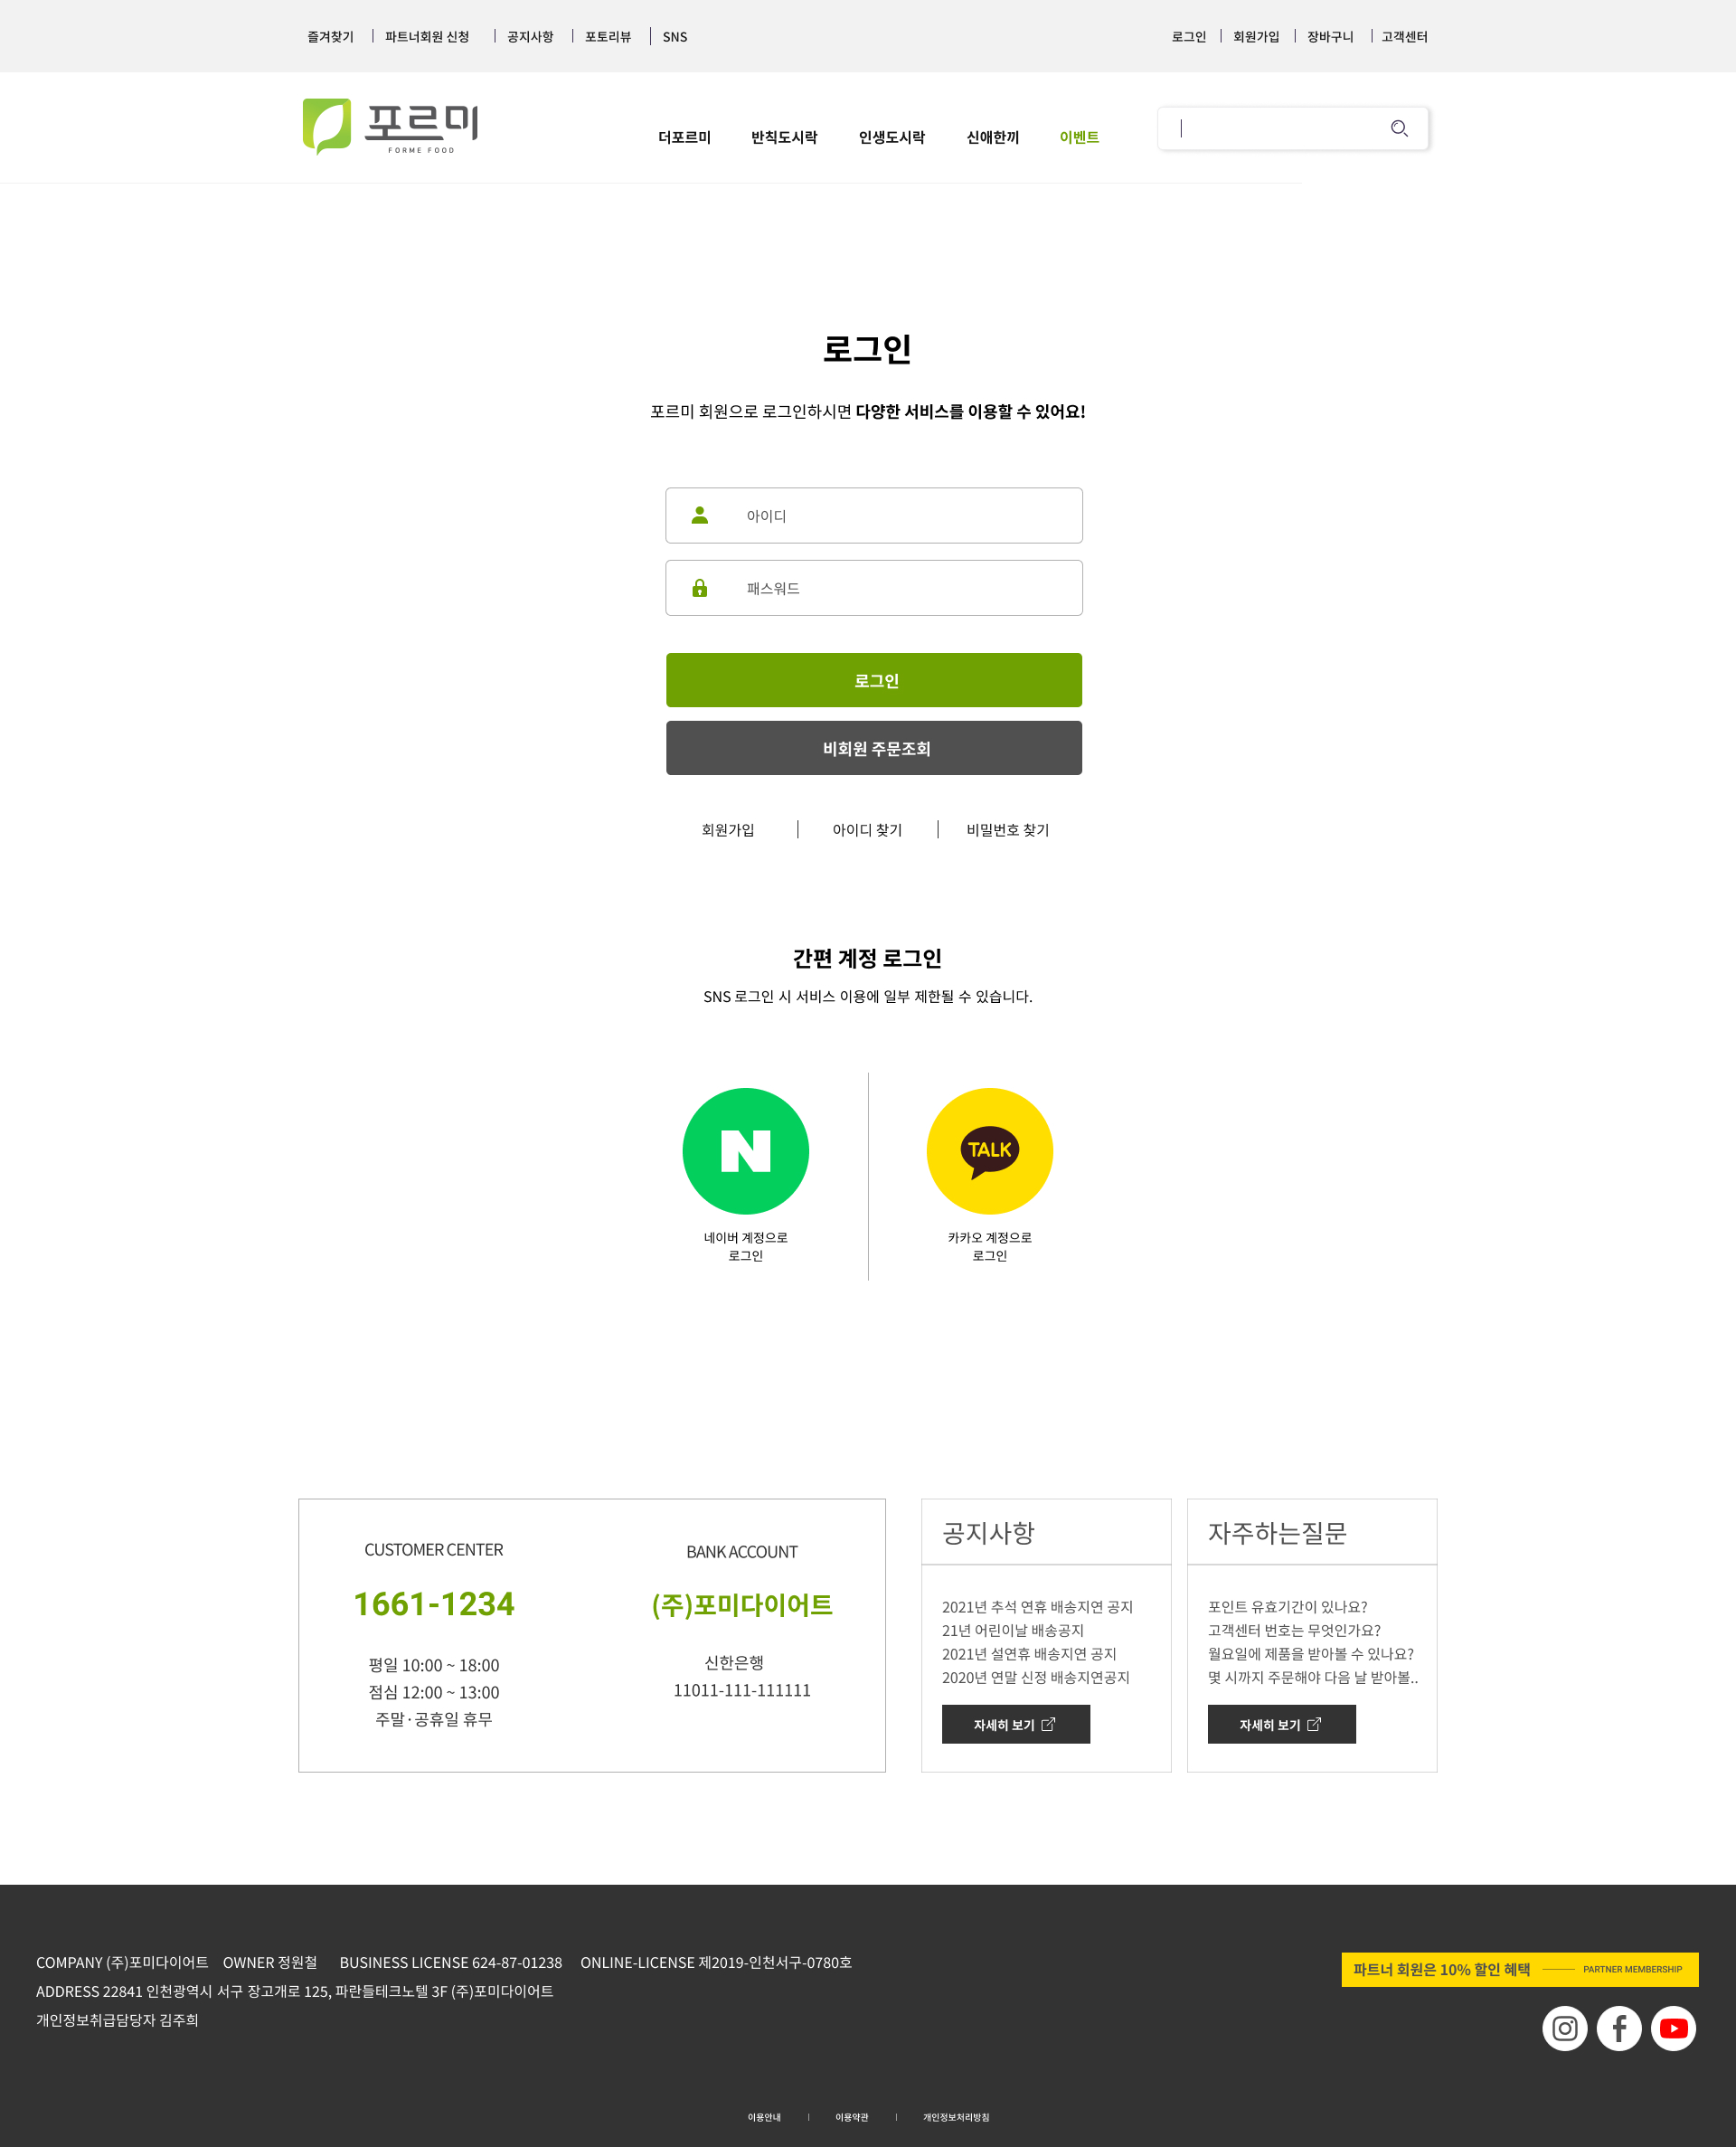 즐겨찾기 파트너회원 신청 공지사항 포토리뷰 SNS 로그인 회원가입 장바구니 고객센터
포르미
FORME FOOD
더포르미 반칙도시락 인생도시락 신애한끼 이벤트
로그인
포르미 회원으로 로그인하시면 다양한 서비스를 이용할 수 있어요!
아이디
패스워드
로그인
비회원 주문조회
회원가입 아이디 찾기 비밀번호 찾기
간편 계정 로그인
SNS 로그인 시 서비스 이용에 일부 제한될 수 있습니다.
N
네이버 계정으로
로그인
TALK
카카오 계정으로
로그인
CUSTOMER CENTER
1661-1234
평일 10:00 ~ 18:00
점심 12:00 ~ 13:00
주말·공휴일 휴무
BANK ACCOUNT
(주)포미다이어트
신한은행
11011-111-111111
공지사항
2021년 추석 연휴 배송지연 공지
21년 어린이날 배송공지
2021년 설연휴 배송지연 공지
2020년 연말 신정 배송지연공지
자세히 보기
자주하는질문
포인트 유효기간이 있나요?
고객센터 번호는 무엇인가요?
월요일에 제품을 받아볼 수 있나요?
몇 시까지 주문해야 다음 날 받아볼..
자세히 보기
COMPANY (주)포미다이어트 OWNER 정원철 BUSINESS LICENSE 624-87-01238 ONLINE-LICENSE 제2019-인천서구-0780호
ADDRESS 22841 인천광역시 서구 장고개로 125, 파란들테크노텔 3F (주)포미다이어트
개인정보취급담당자 김주희
파트너 회원은 10% 할인 혜택 PARTNER MEMBERSHIP
이용안내 이용약관 개인정보처리방침